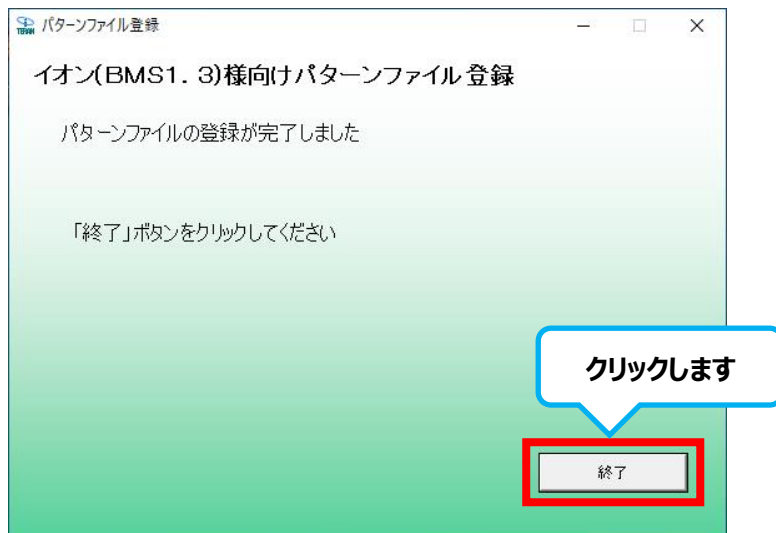 TERAN
パターンファイル登録
イオン(BMS1．3)様向けパターンファイル登録
パターンファイルの登録が完了しました
「終了」ボタンをクリックしてください
クリックします
終了